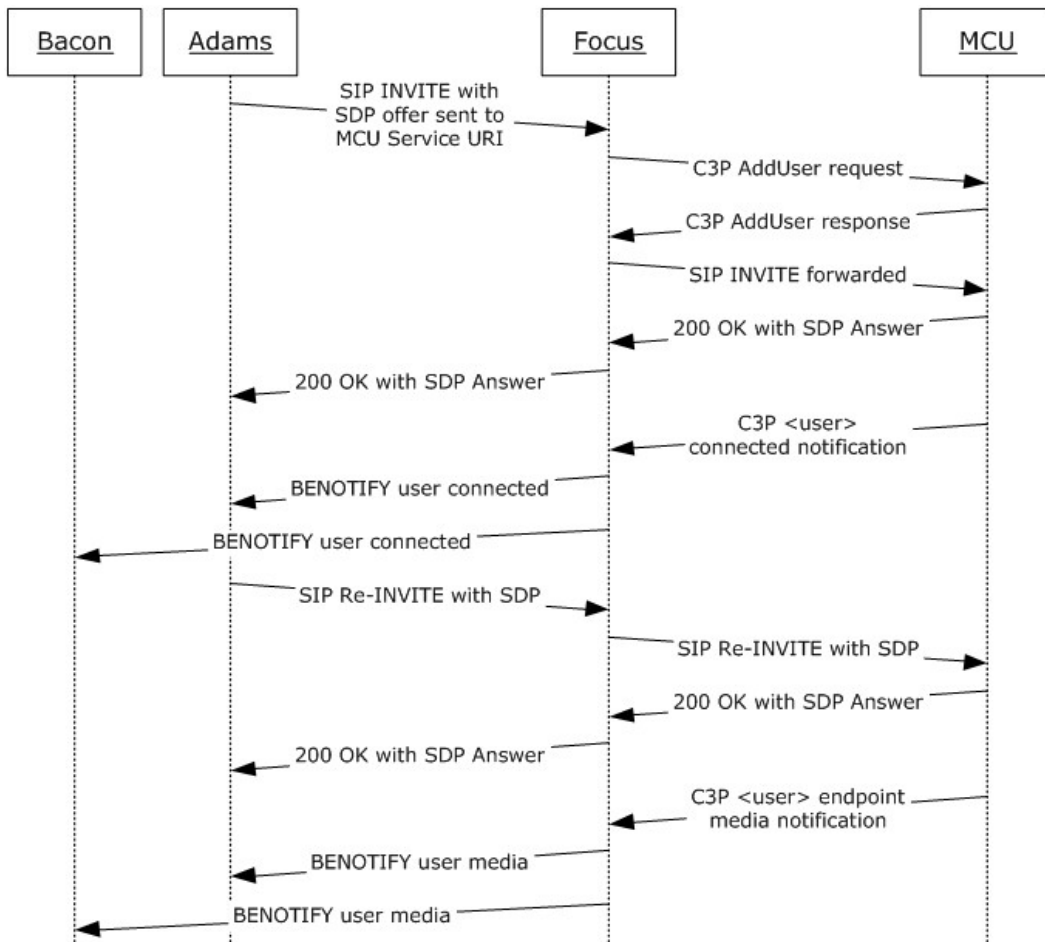 Bacon
Adams
Focus
MCU
SIP INVITE with
SDP offer sent to
MCU Service URI
C3P AddUser request
C3P AddUser response
SIP INVITE forwarded
200 OK with SDP Answer
200 OK with SDP Answer
C3P <user>
connected notification
BENOTIFY user connected
BENOTIFY user connected
SIP Re-INVITE with SDP
SIP Re-INVITE with SDP
200 OK with SDP Answer
200 OK with SDP Answer
C3P <user> endpoint
media notification
BENOTIFY user media
BENOTIFY user media